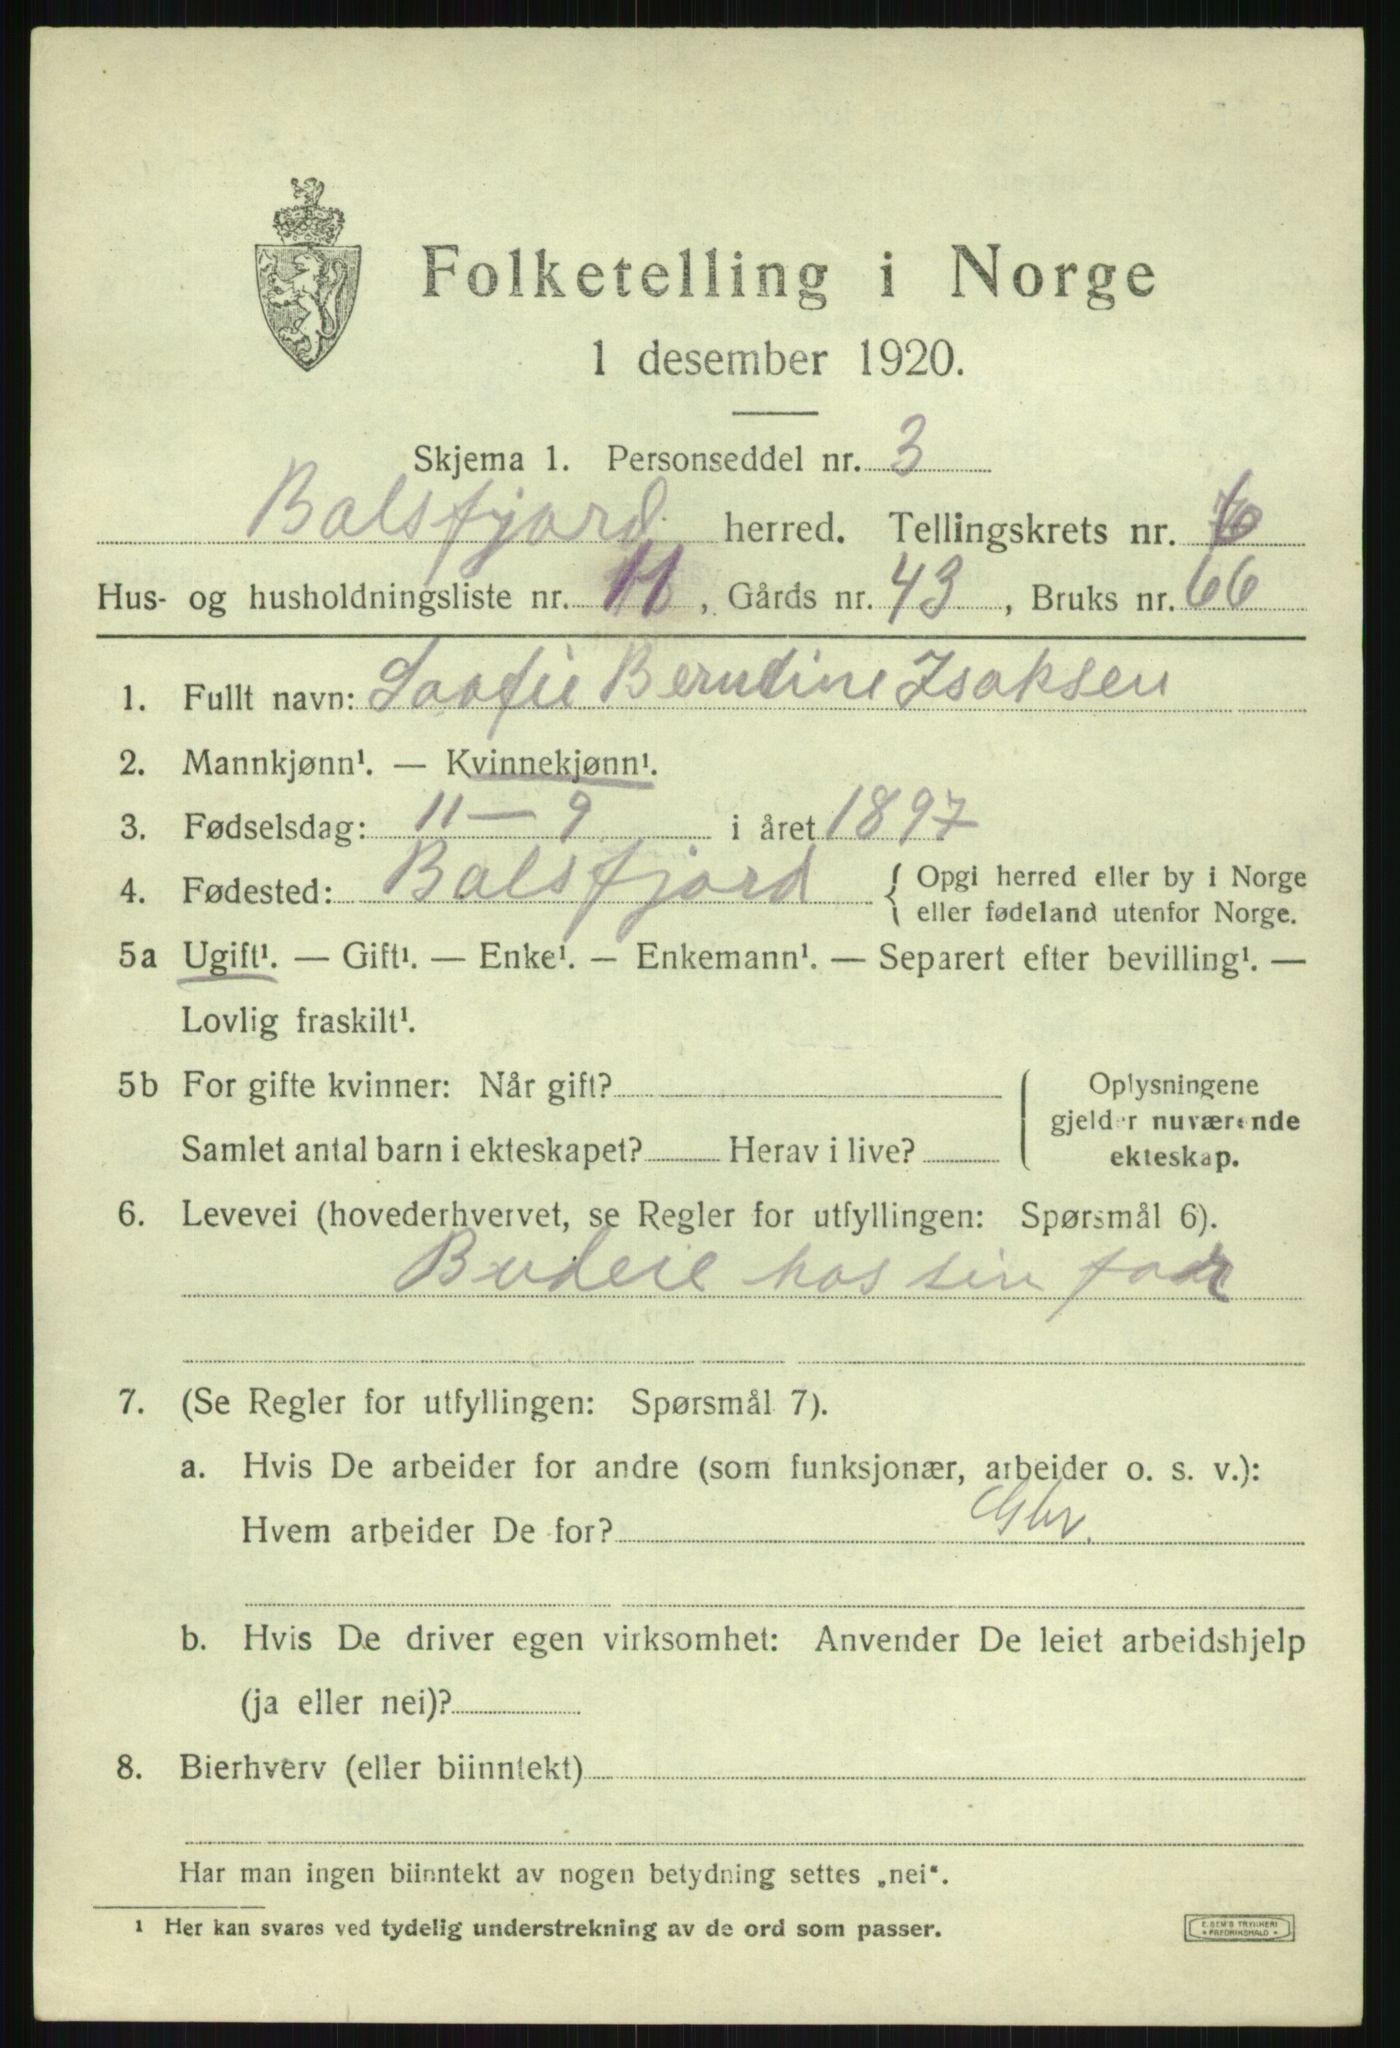 Folketelling i Norge
1 desember 1920.
Skjema 1. Personseddel nr. 3
Balsfjord herred. Tellingskrets nr. 6
Hus- og husholdningsliste nr. 11, Gårds nr. 43, Bruks nr. 66
1. Fullt navn: Soofie Berntine Isaksen
2. Mannkjønn¹. — Kvinnekjønn¹.
3. Fødselsdag: 11 — 9 i året 1897
4. Fødested: Balsfjord { Opgi herred eller by i Norge
eller fødeland utenfor Norge.
5a Ugift¹. — Gift¹. — Enke¹. — Enkemann¹. — Separert efter bevilling¹. —
Lovlig fraskilt¹.
5b For gifte kvinner: Når gift?
Samlet antal barn i ekteskapet? Herav i live?
Oplysningene
gjelder nuværende
ekteskap.
6. Levevei (hovederhvervet, se Regler for utfyllingen: Spørsmål 6).
Budeie hos sin far
7. (Se Regler for utfyllingen: Spørsmål 7).
a. Hvis De arbeider for andre (som funksjonær, arbeider o. s. v.):
Hvem arbeider De for? Gbr.
b. Hvis De driver egen virksomhet: Anvender De leiet arbeidshjelp
(ja eller nei)?
8. Bierhverv (eller biinntekt)
Har man ingen biinntekt av nogen betydning settes „nei“.
¹ Her kan svares ved tydelig understrekning av de ord som passer.
E. SEM'S TRYKKERI
* FREDRIKSHALD *